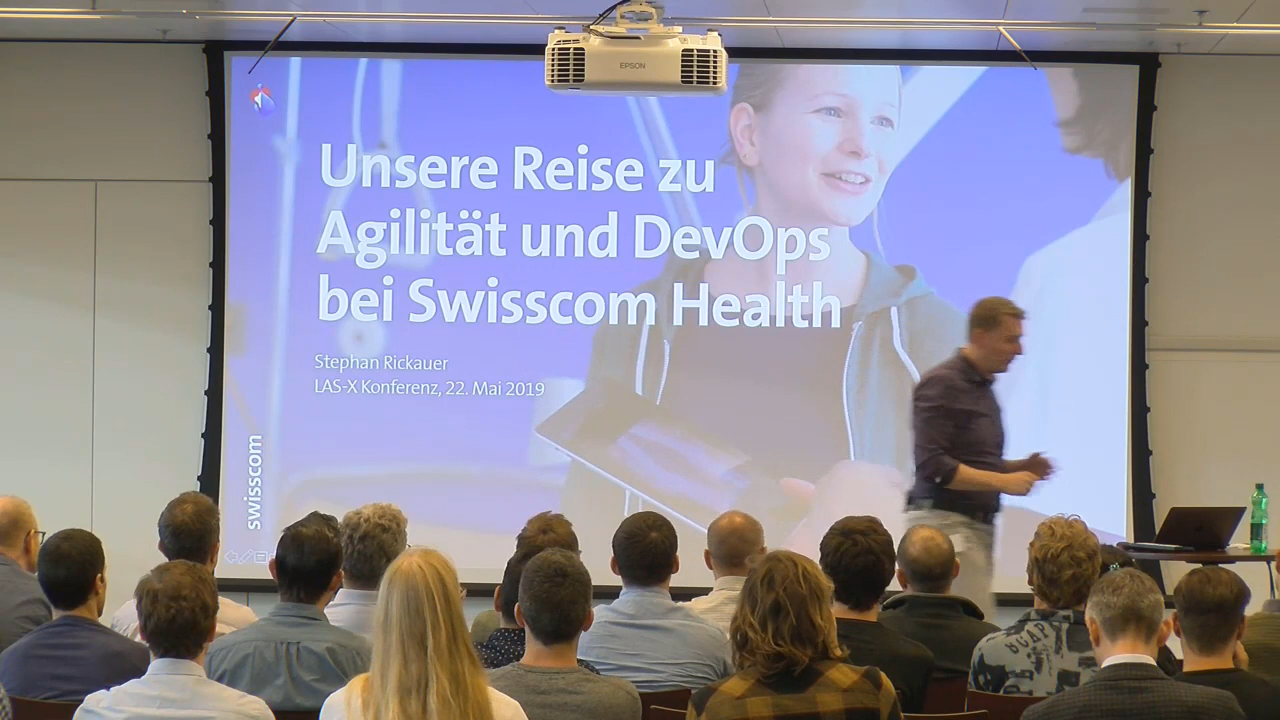 EPSON
Unsere Reise zu
Agilität und DevOps
bei Swisscom Health
Stephan Rickauer
LAS-X Konferenz, 22. Mai 2019
swisscom